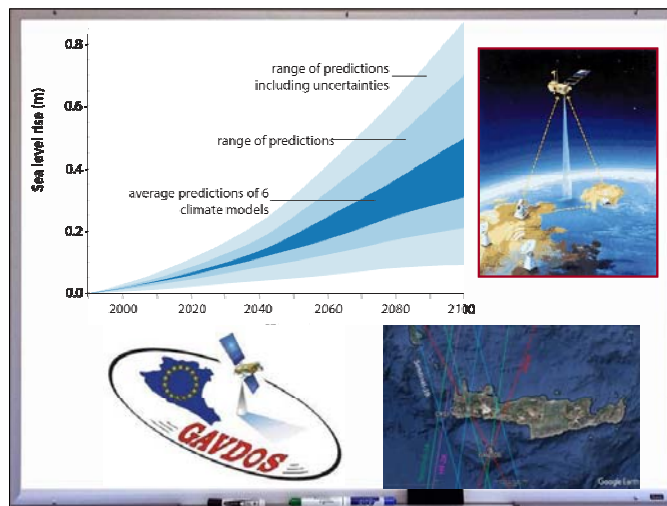 0.8
range of predictions
including uncertainties
0.6
Sea level rise (m)
range of predictions
0.4
average predictions of 6
climate models
0.2
0.0
2000
2020
2040
2060
2080
2100
GAVDOS
Google Earth